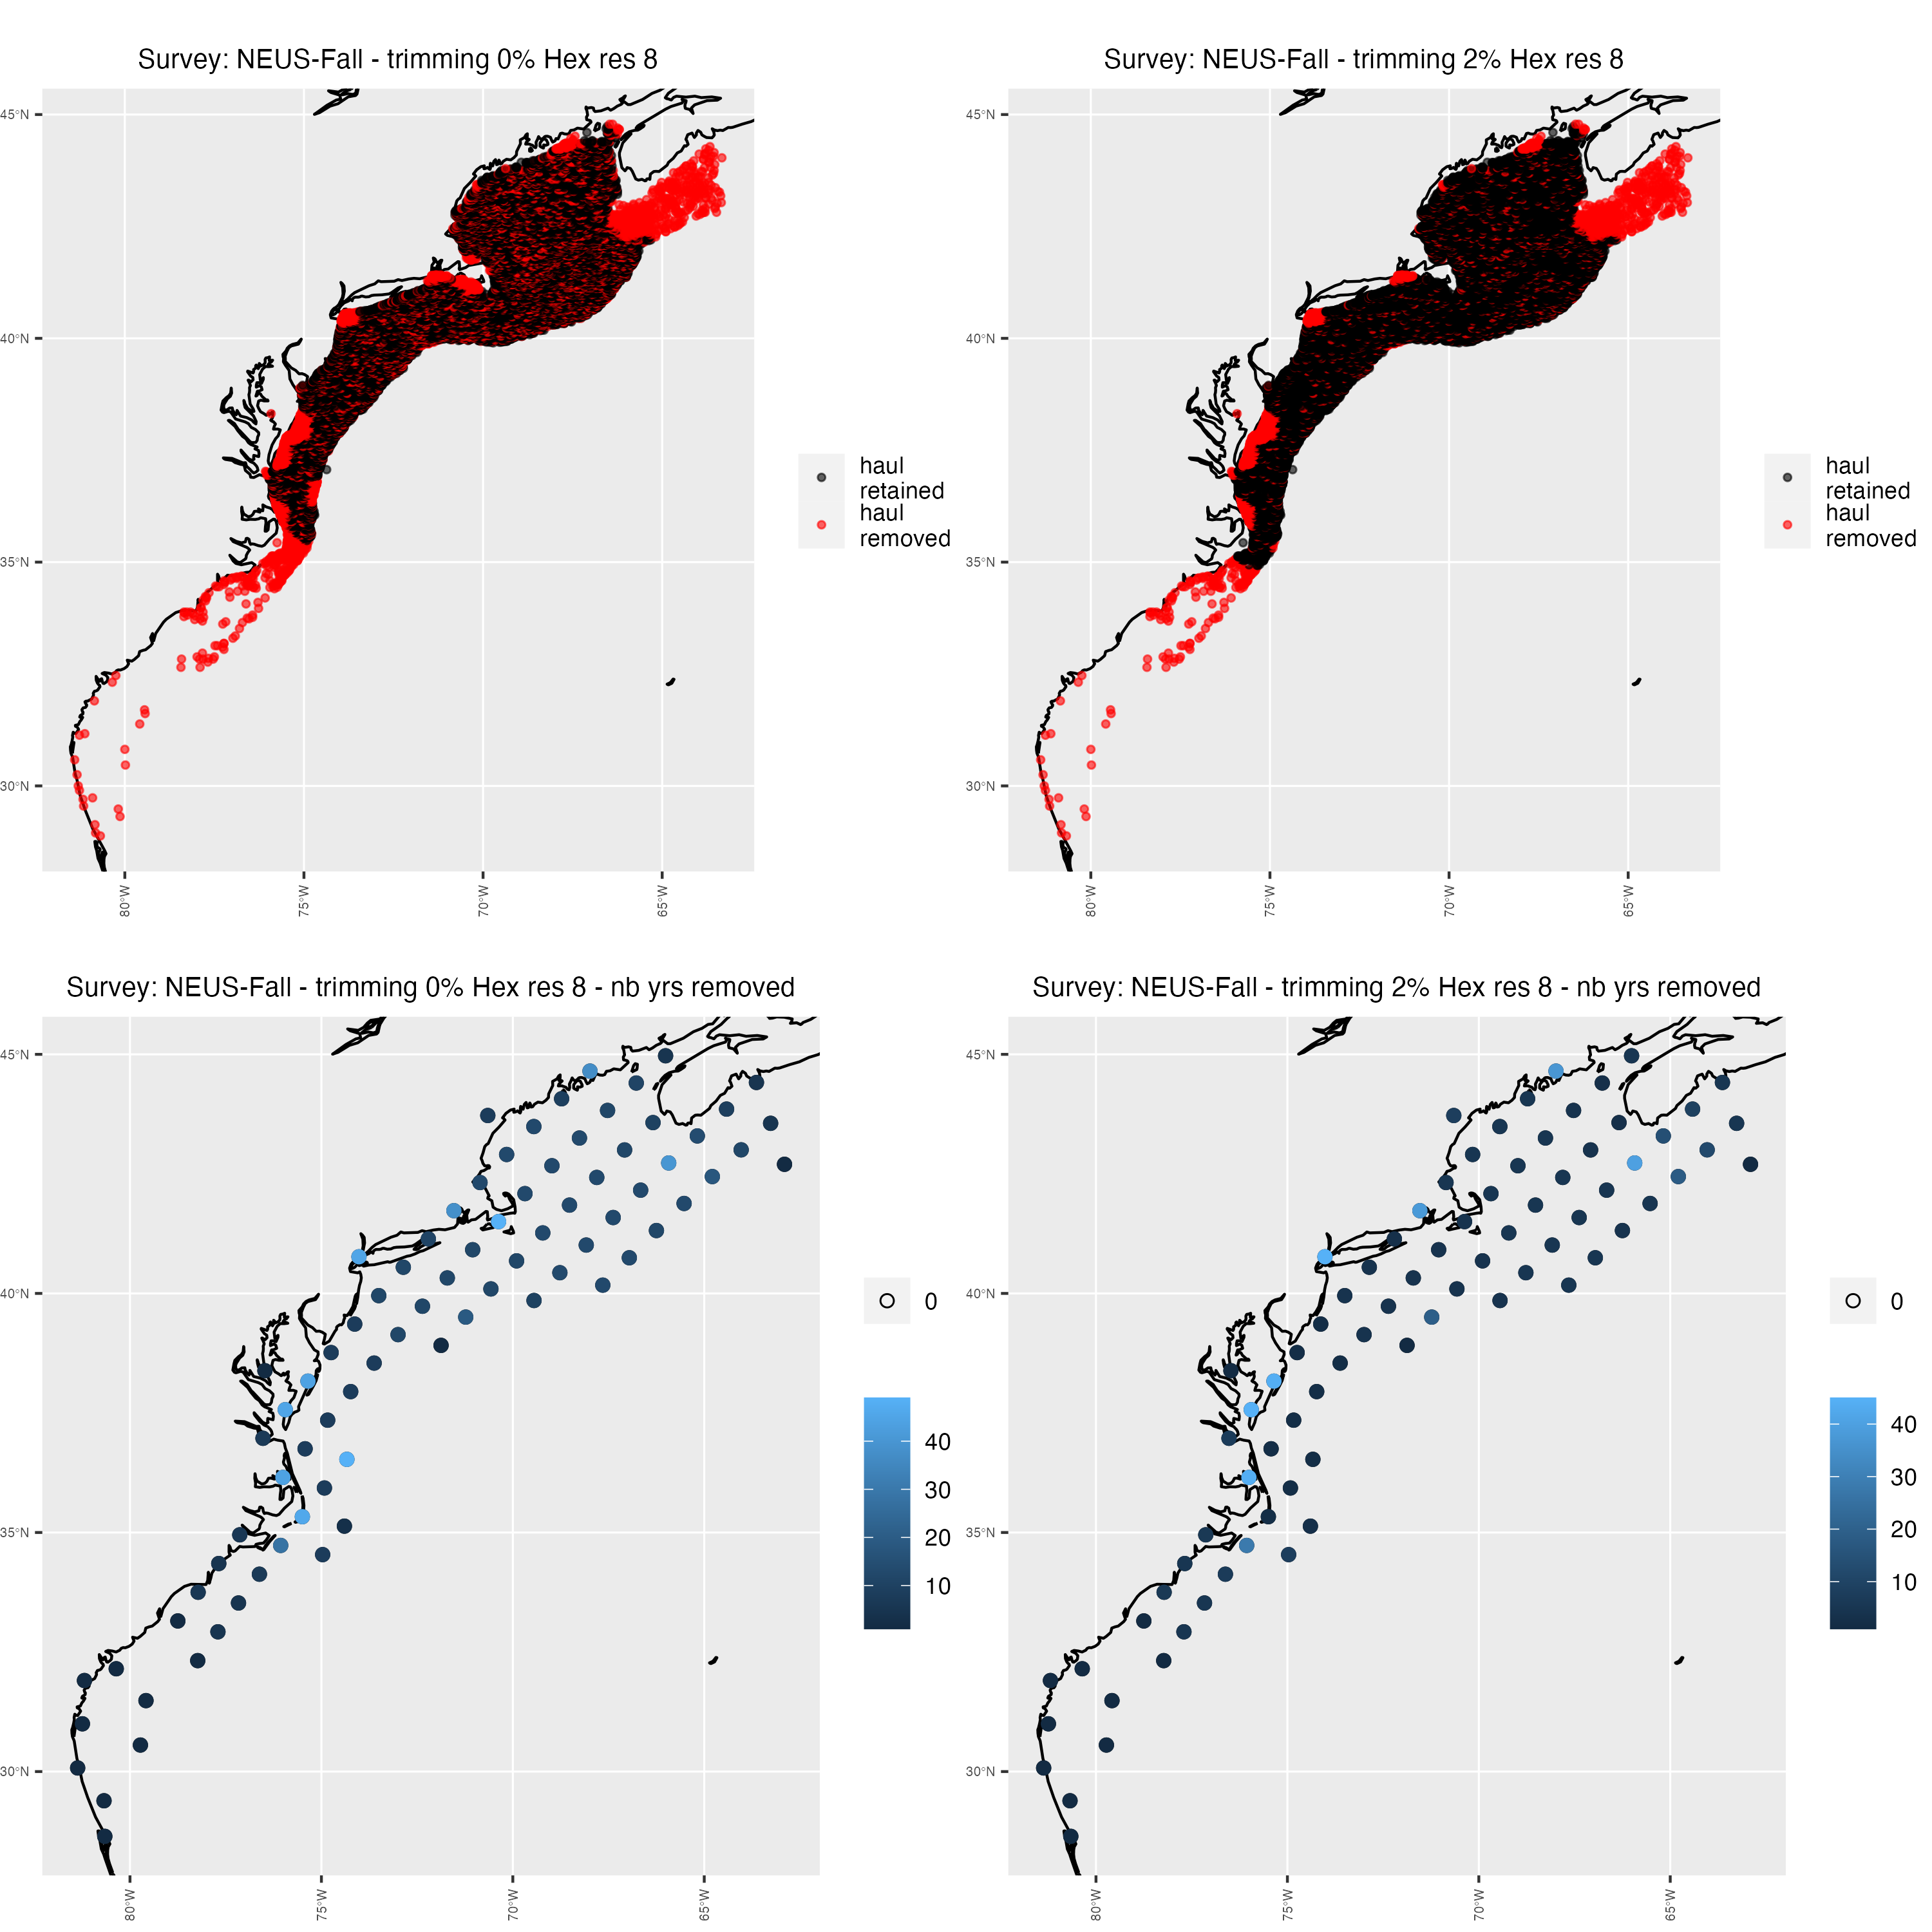 Survey: NEUS-Fall - trimming 0% Hex res 8
45°N
40°N
35°N
30°N
80°W
75°W
70°W
65°W
haul
retained
haul
removed
Survey: NEUS-Fall - trimming 2% Hex res 8
45°N
40°N
35°N
30°N
80°W
75°W
70°W
65°W
haul
retained
haul
removed
Survey: NEUS-Fall - trimming 0% Hex res 8 - nb yrs removed
45°N
40°N
35°N
30°N
80°W
75°W
70°W
65°W
0
40
30
20
10
Survey: NEUS-Fall - trimming 2% Hex res 8 - nb yrs removed
45°N
40°N
35°N
30°N
80°W
75°W
70°W
65°W
0
40
30
20
10